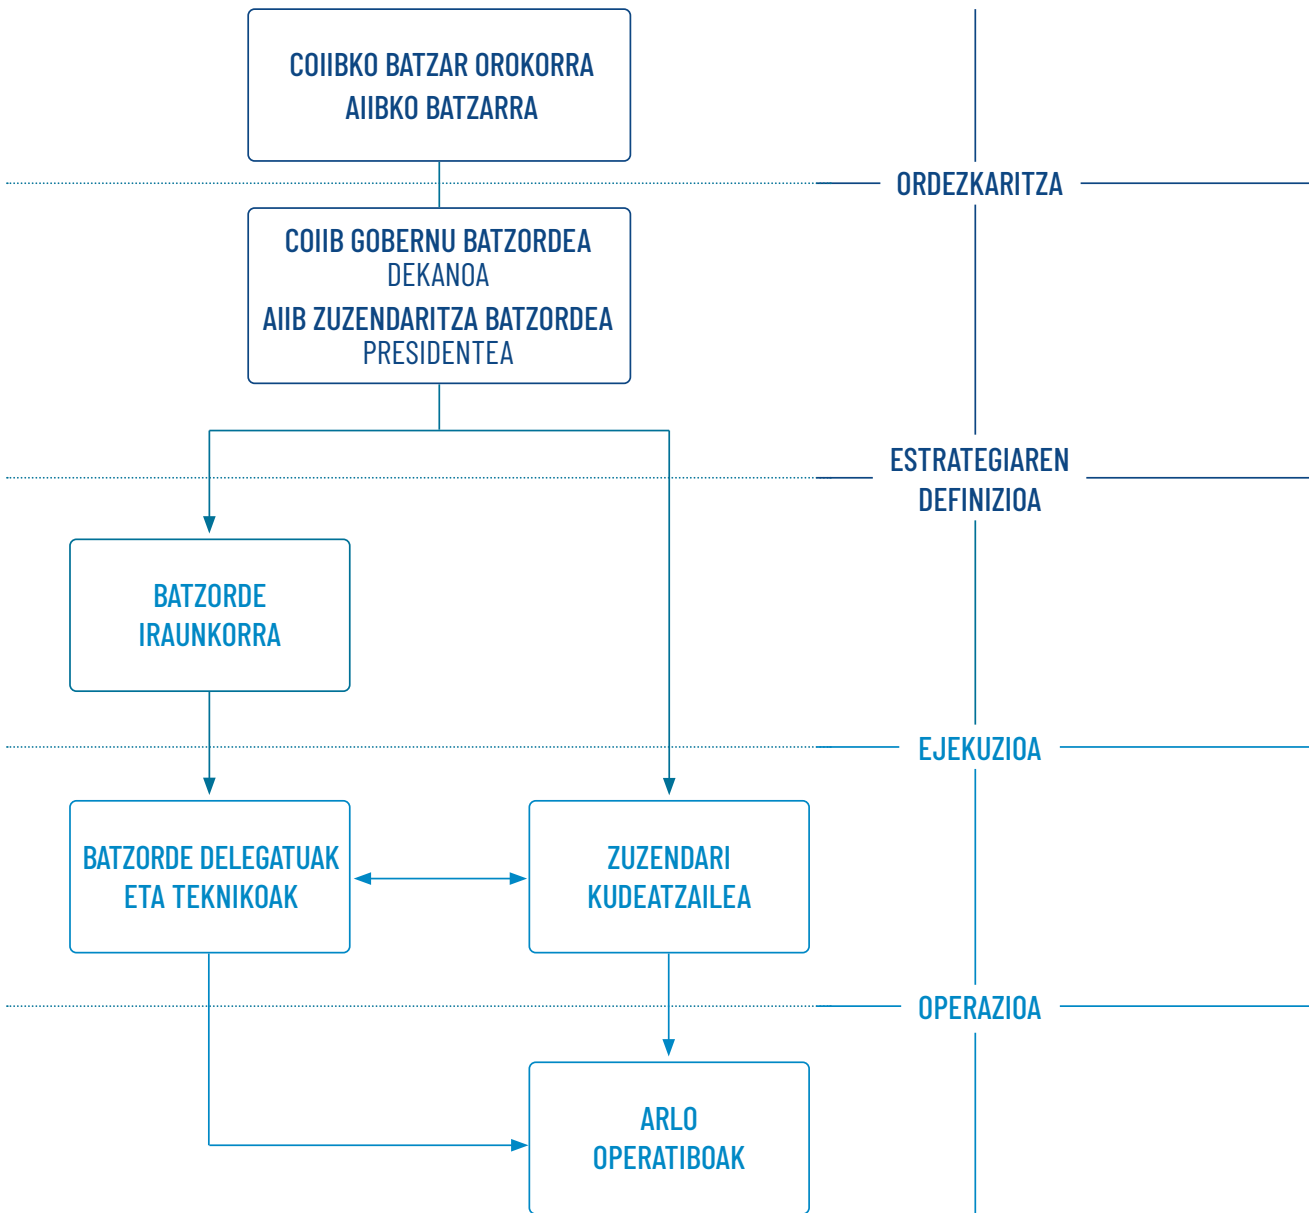 COIIBKO BATZAR OROKORRA
AIIBKO BATZARRA
ORDEZKARITZA
COIIB GOBERNU BATZORDEA
DEKANOA
AIIB ZUZENDARITZA BATZORDEA
PRESIDENTEA
ESTRATEGIAREN
DEFINIZIOA
BATZORDE
IRAUNKORRA
EJEKUZIOA
BATZORDE DELEGATUAK
ETA TEKNIKOAK
ZUZENDARI
KUDEATZAILEA
OPERAZIOA
ARLO
OPERATIBOAK